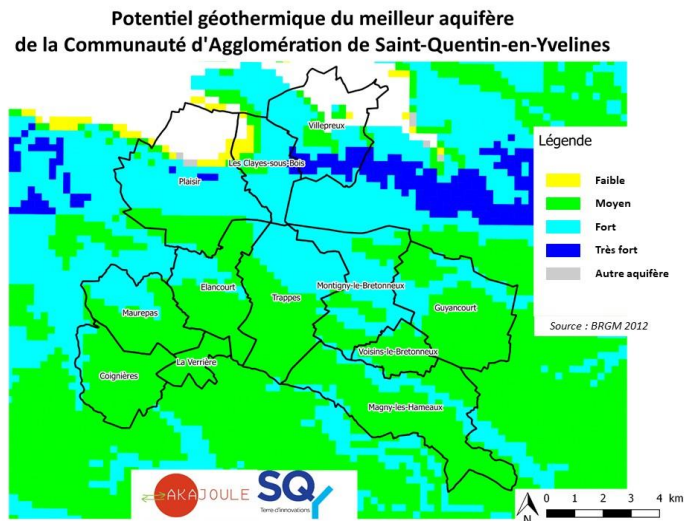 Potentiel géothermique du meilleur aquifère
de la Communauté d'Agglomération de Saint-Quentin-en-Yvelines
Villepreux
Les Clayes-sous-Bois
Plaisir
Elancourt
Montigny-le-Bretonneux
Trappes
Maurepas
Guyancourt
Voisins-le-Bretonneux
La Verrière
Coignières
Magny-les-Hameaux
Légende
Faible
Moyen
Fort
Très fort
Autre aquifère
Source : BRGM 2012
AKAJOULE
SQY
Terre d'innovations
N
0 1 2 3 4 km